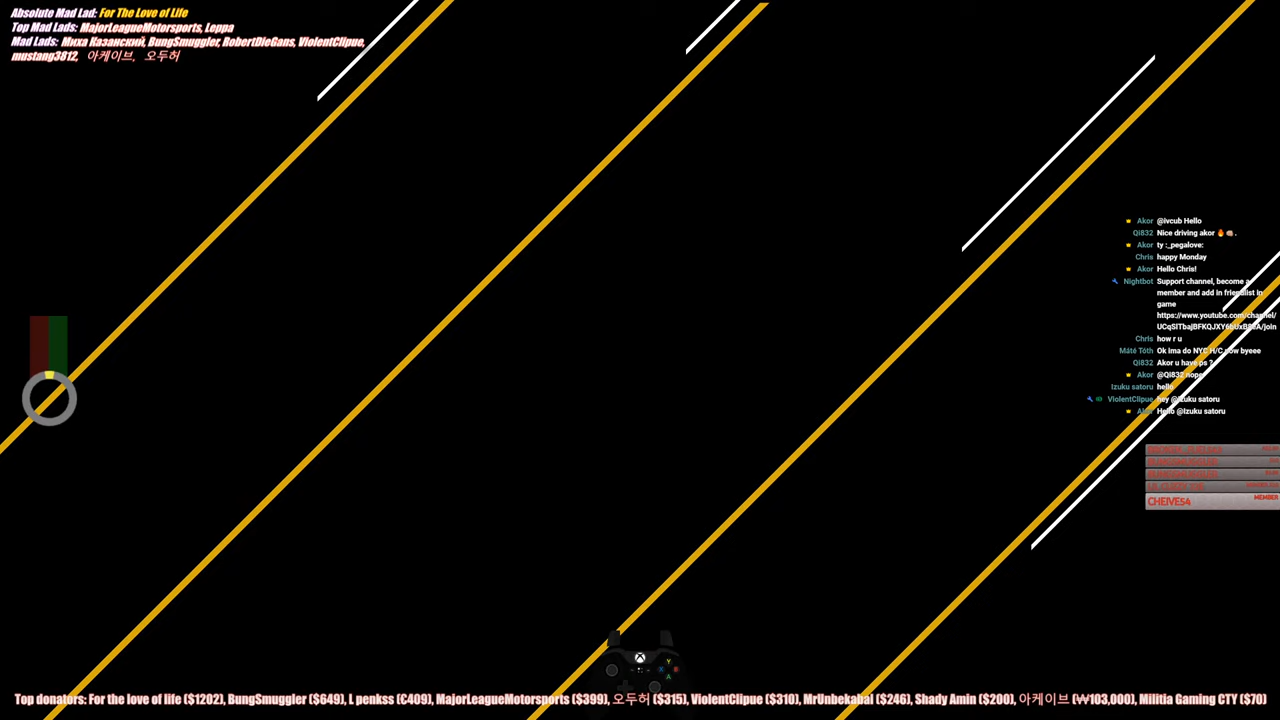 Absolute Mad Lad: For The Love of Life
Top Mad Lads: MajorLeagueMotorsports, Leppa
Mad Lads: Миха Казанский, BungSmuggler, RobertDleGans, ViolentClipue,
mustang3812, 아케이브, 오두허
Akor @ivcub Hello
Qi832 Nice driving akor 🔥👊.
Akor ty :_pegalove:
Chris happy Monday
Akor Hello Chris!
Nightbot Support channel, become a
member and add in friendlist in
game
https://www.youtube.com/channel/
Chris how r u
Máté Tóth Ok ima do NYC H/C now byeee
Qi832 Akor u have ps ?
Akor @Qi832 nope
Izuku satoru hello
ViolentClipue hey @Izuku satoru
Akor Hello @Izuku satoru
BUNGSMUGGLER
BUNGSMUGGLER
CHEIVES4 MEMBER
Y
X B
A
Top donators: For the love of life ($1202), BungSmuggler ($649), L penkss (€409), MajorLeagueMotorsports ($399), 오두허 ($315), ViolentClipue ($310), MrUnbekabal ($246), Shady Amin ($200), 아케이브 (₩103,000), Militia Gaming CTY ($70)